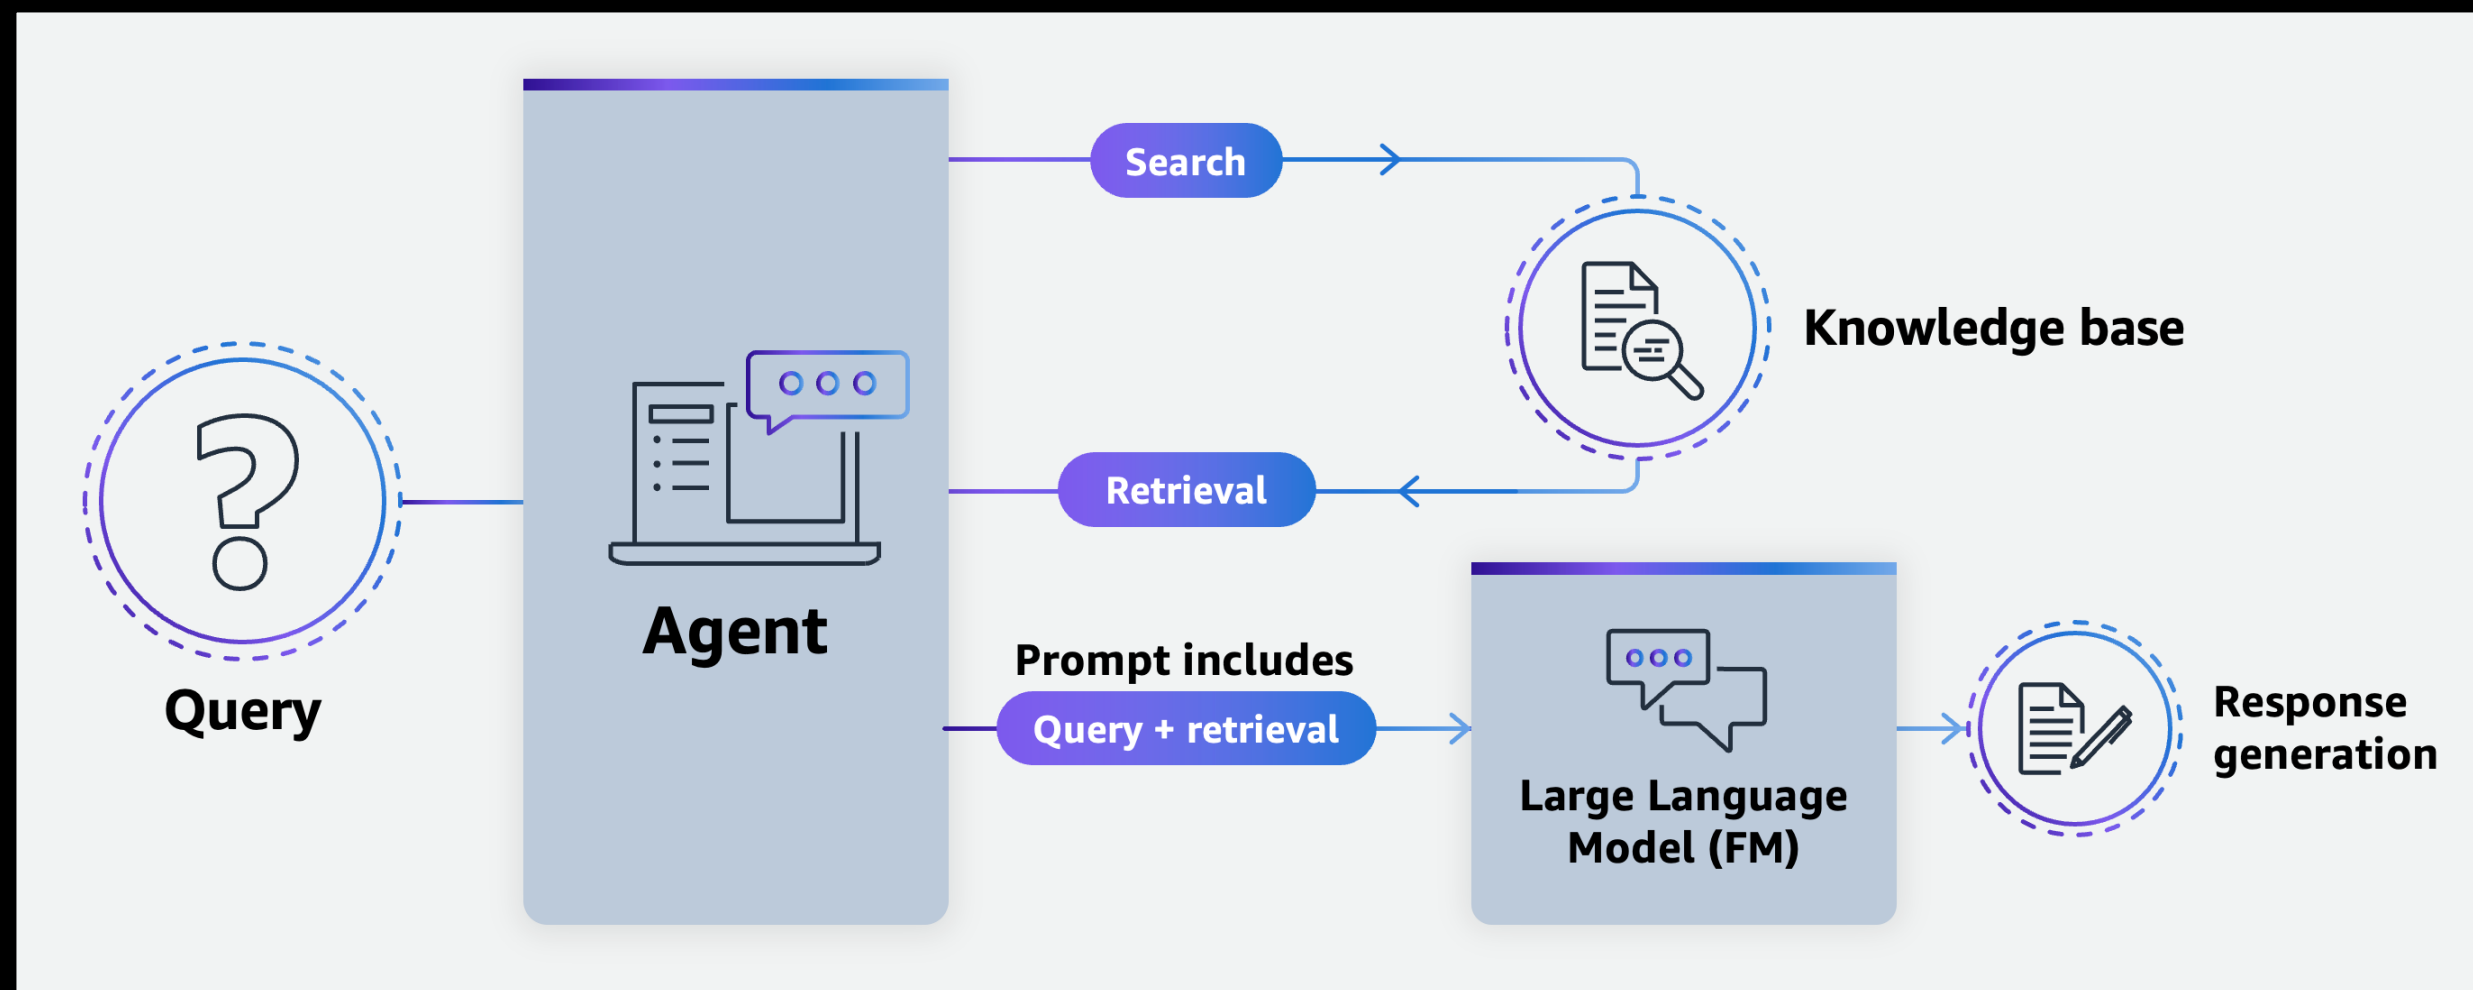 Query
Agent
Search
Knowledge base
Retrieval
Prompt includes
Query + retrieval
Large Language
Model (FM)
Response
generation